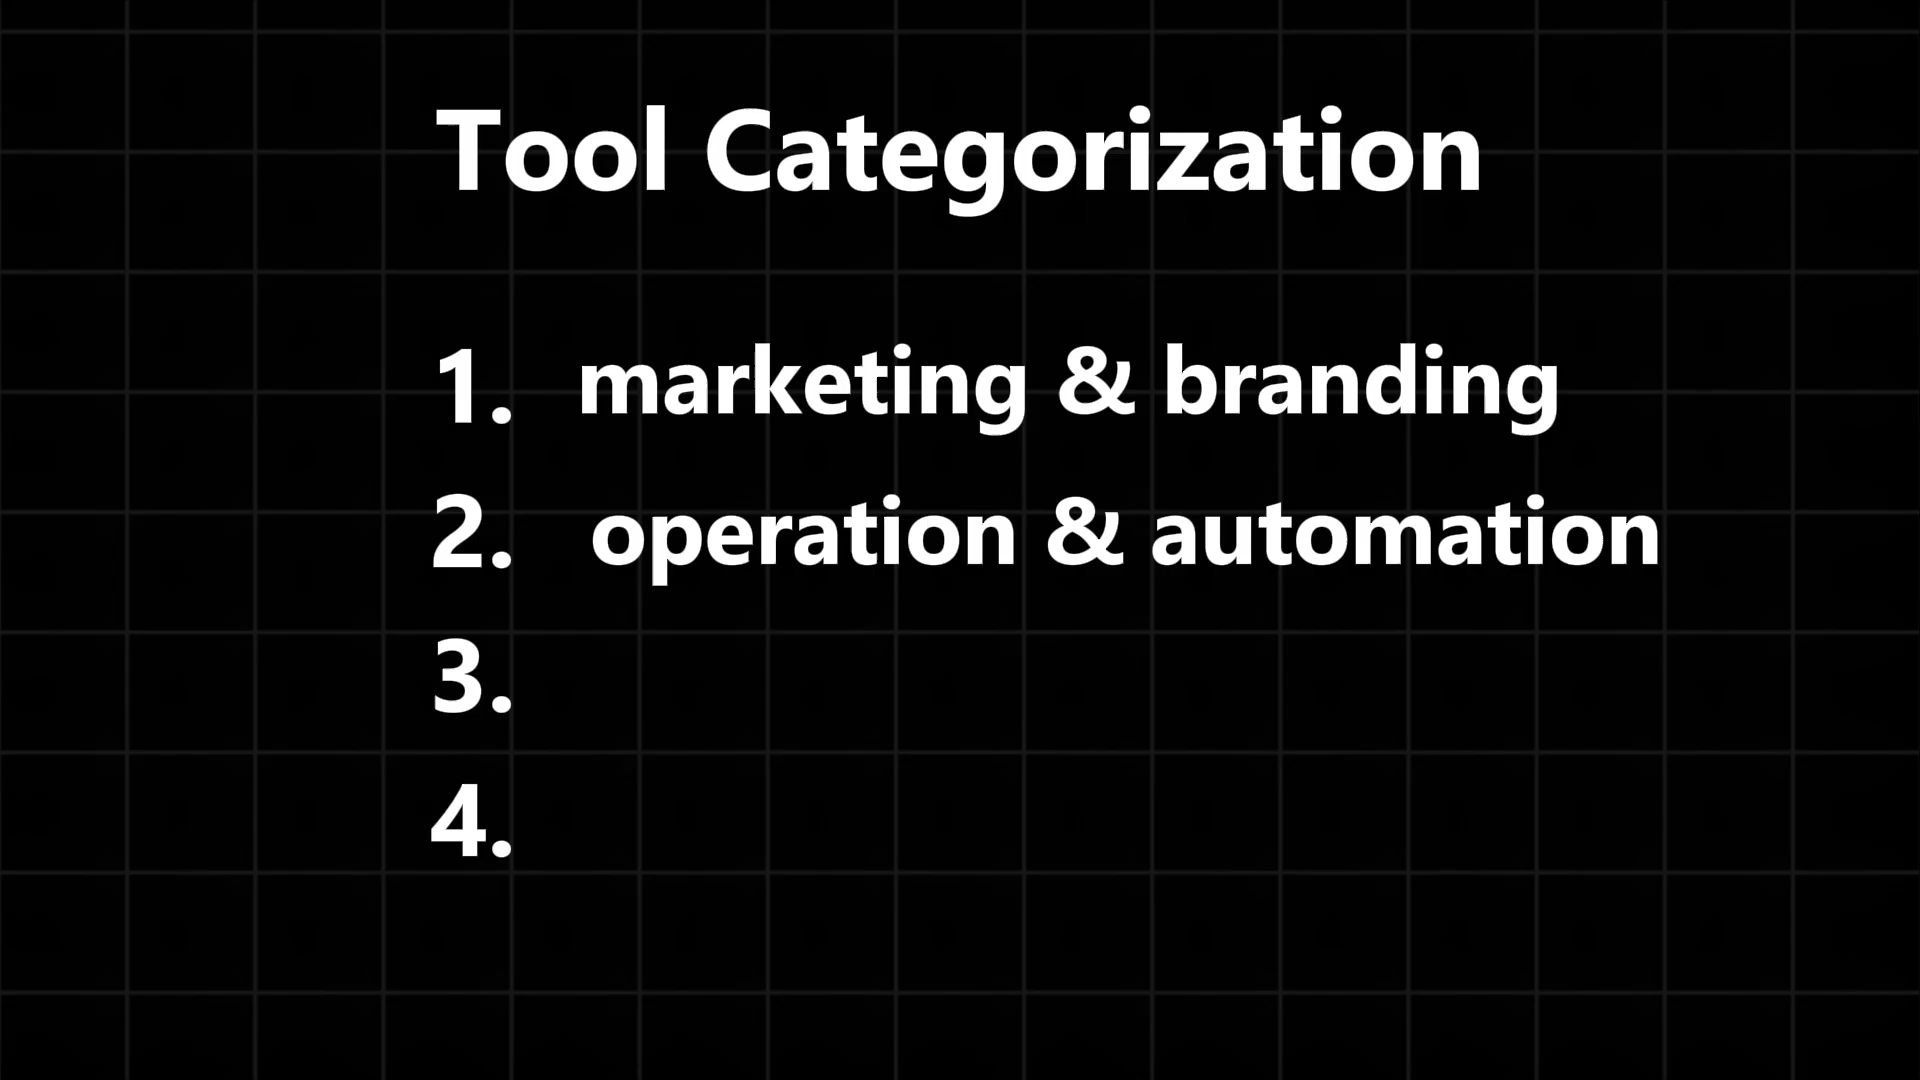 Tool Categorization
1. marketing & branding
2. operation & automation
3.
4.